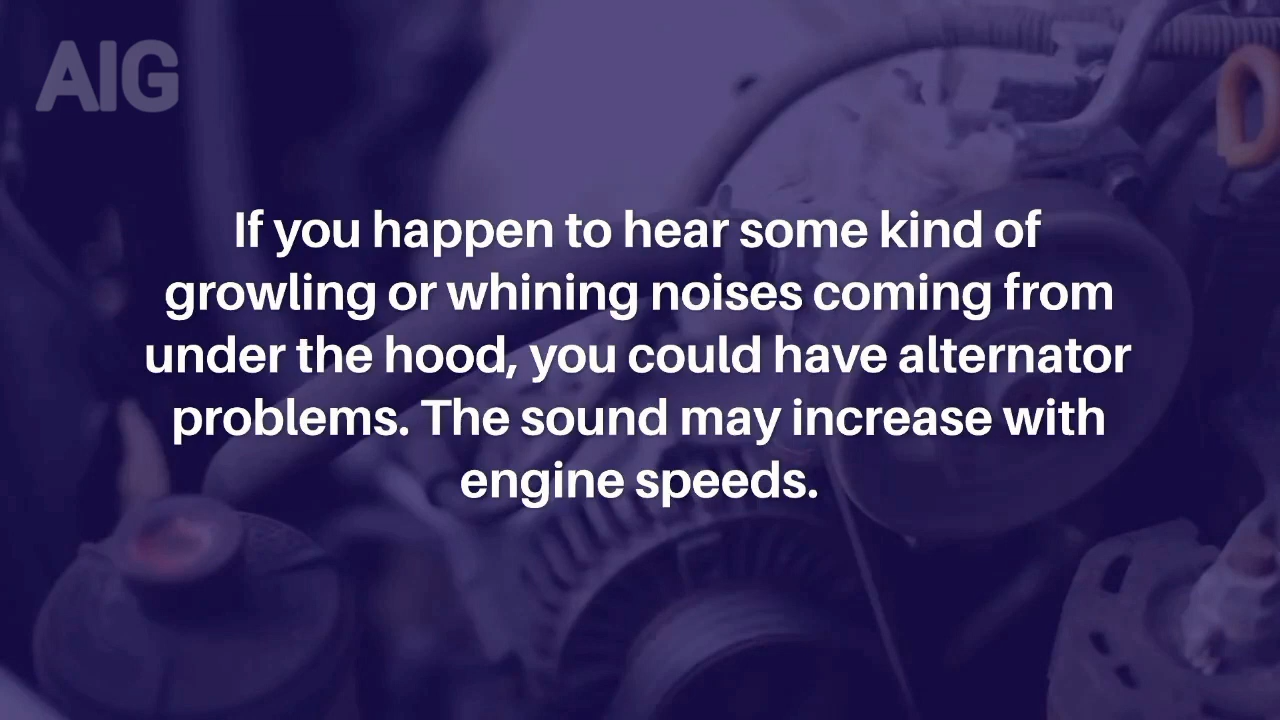 AIG
If you happen to hear some kind of
growling or whining noises coming from
under the hood, you could have alternator
problems. The sound may increase with
engine speeds.